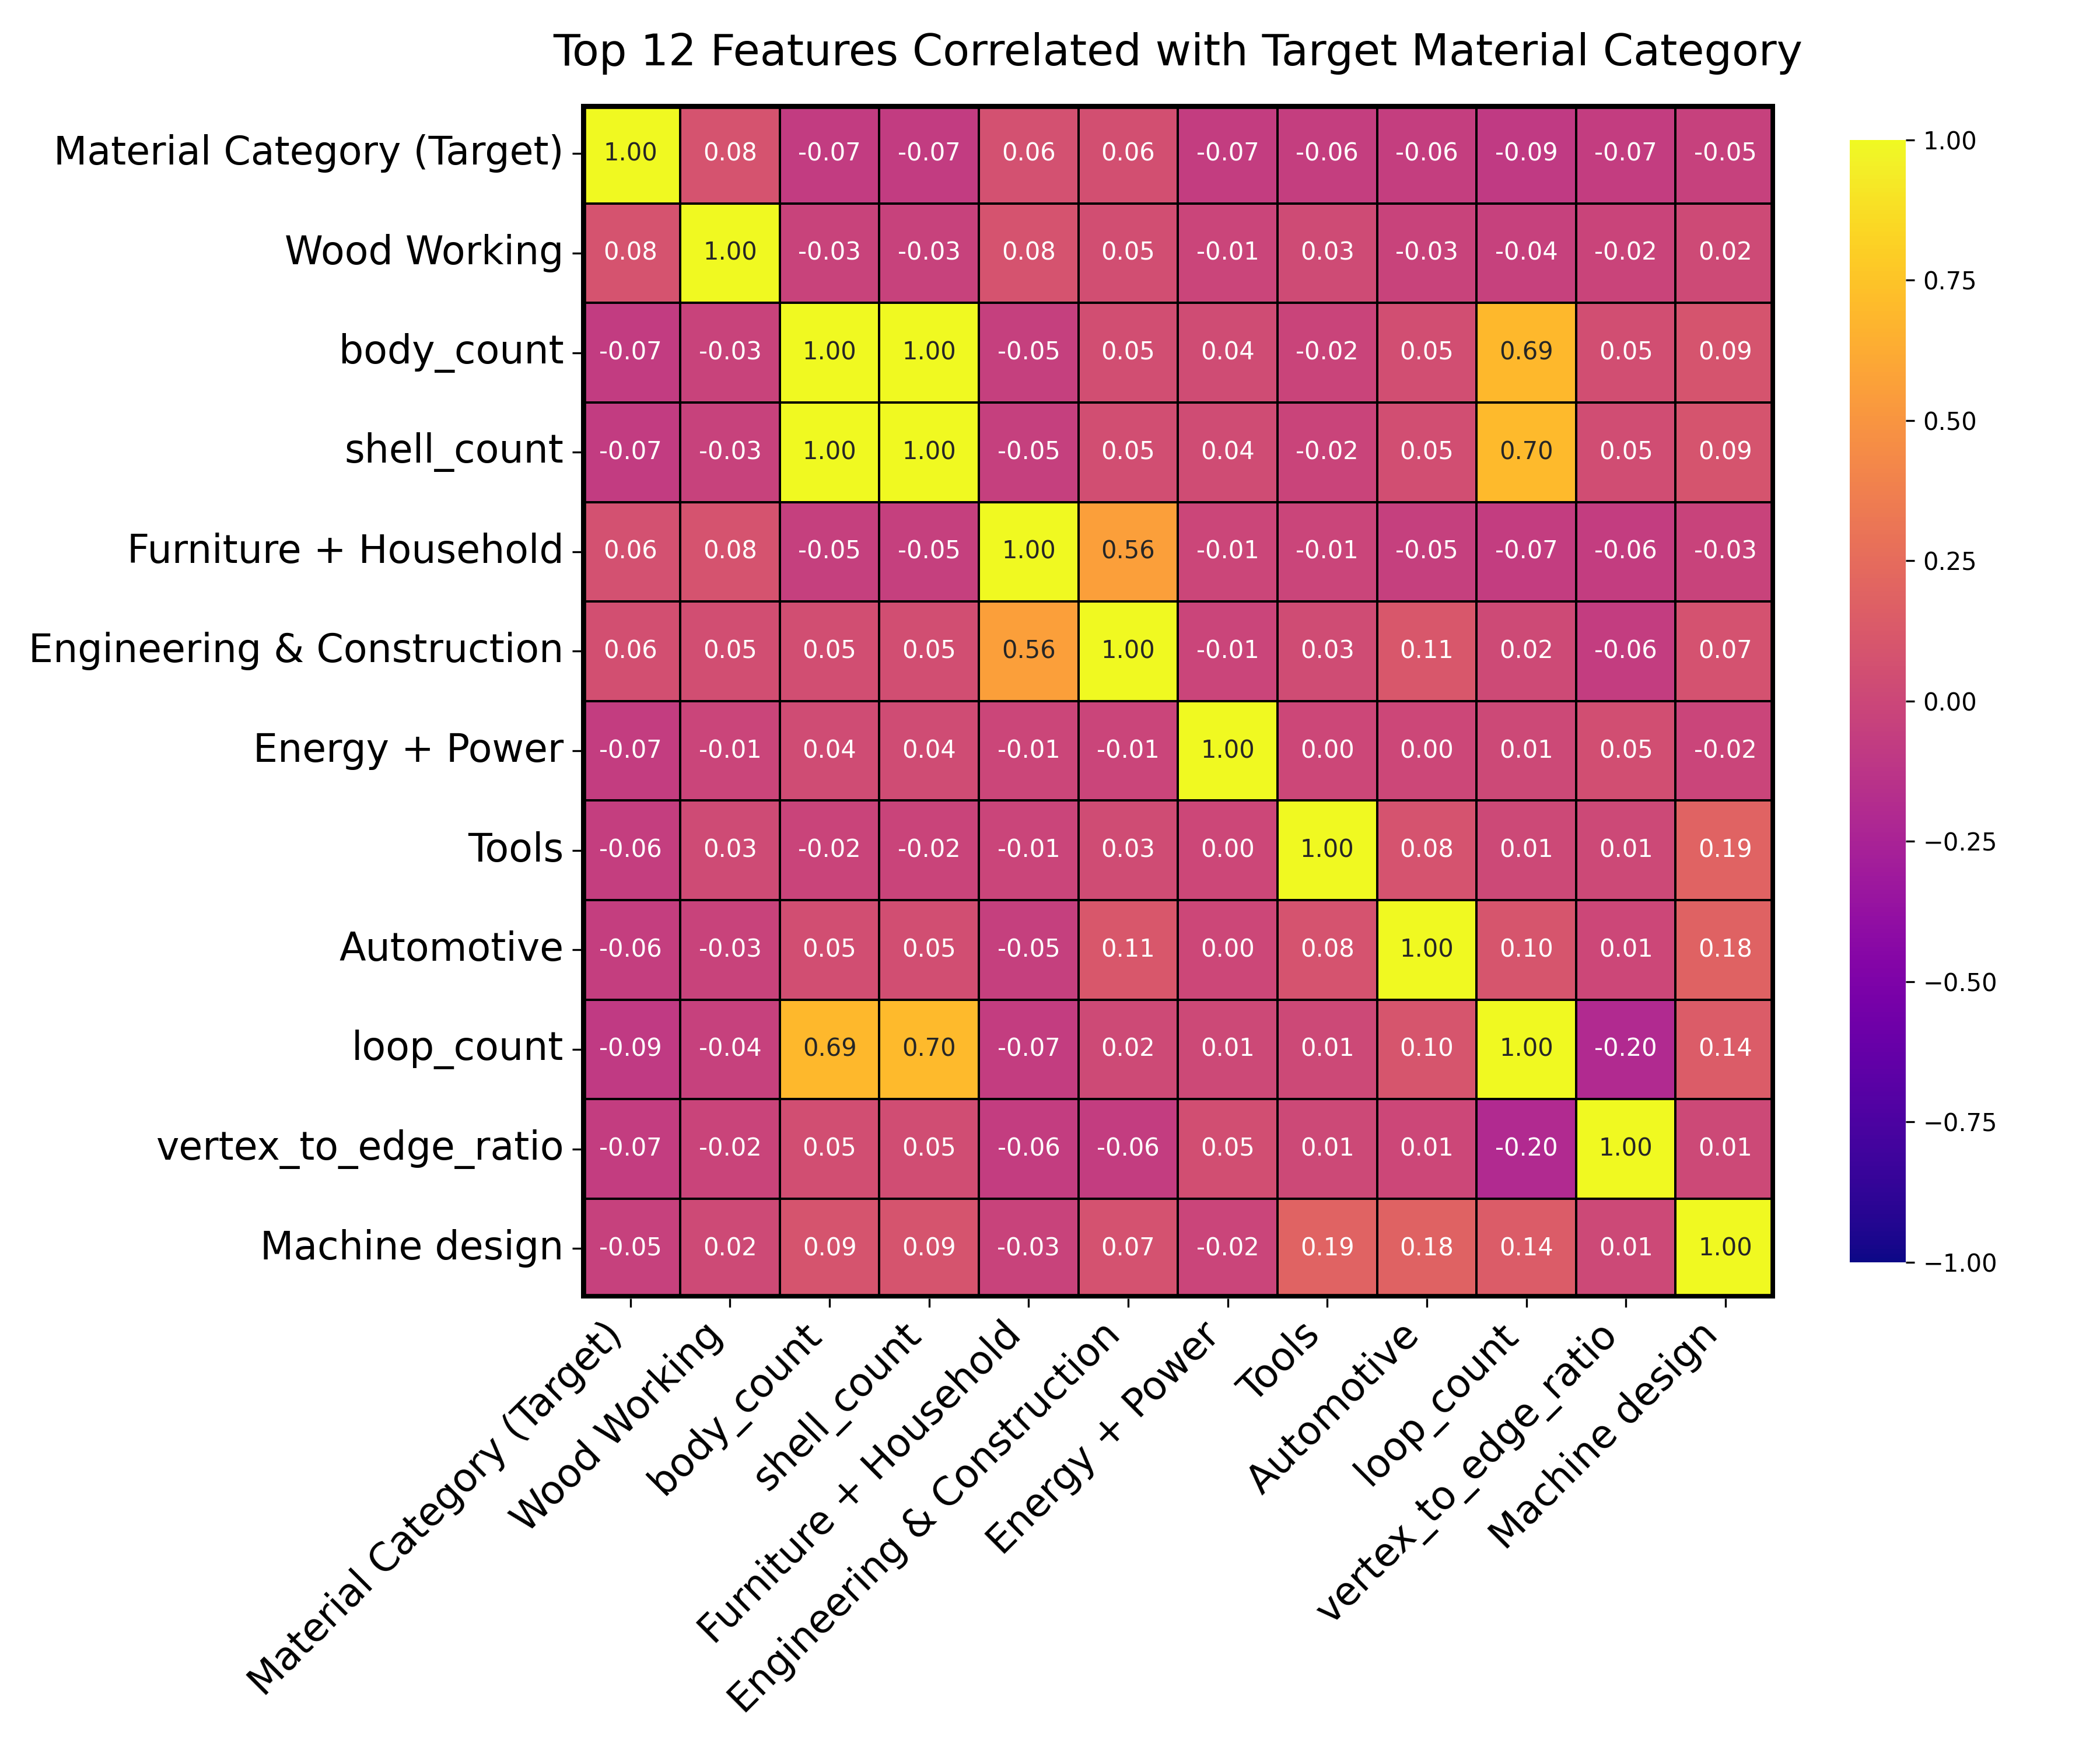 Top 12 Features Correlated with Target Material Category
Material Category (Target) 1.00 0.08 -0.07 -0.07 0.06 0.06 -0.07 -0.06 -0.06 -0.09 -0.07 -0.05
Wood Working 0.08 1.00 -0.03 -0.03 0.08 0.05 -0.01 0.03 -0.03 -0.04 -0.02 0.02
body_count -0.07 -0.03 1.00 1.00 -0.05 0.05 0.04 -0.02 0.05 0.69 0.05 0.09
shell_count -0.07 -0.03 1.00 1.00 -0.05 0.05 0.04 -0.02 0.05 0.70 0.05 0.09
Furniture + Household 0.06 0.08 -0.05 -0.05 1.00 0.56 -0.01 -0.01 -0.05 -0.07 -0.06 -0.03
Engineering & Construction 0.06 0.05 0.05 0.05 0.56 1.00 -0.01 0.03 0.11 0.02 -0.06 0.07
Energy + Power -0.07 -0.01 0.04 0.04 -0.01 -0.01 1.00 0.00 0.00 0.01 0.05 -0.02
Tools -0.06 0.03 -0.02 -0.02 -0.01 0.03 0.00 1.00 0.08 0.01 0.01 0.19
Automotive -0.06 -0.03 0.05 0.05 -0.05 0.11 0.00 0.08 1.00 0.10 0.01 0.18
loop_count -0.09 -0.04 0.69 0.70 -0.07 0.02 0.01 0.01 0.10 1.00 -0.20 0.14
vertex_to_edge_ratio -0.07 -0.02 0.05 0.05 -0.06 -0.06 0.05 0.01 0.01 -0.20 1.00 0.01
Machine design -0.05 0.02 0.09 0.09 -0.03 0.07 -0.02 0.19 0.18 0.14 0.01 1.00
Material Category (Target)
Wood Working
body_count
shell_count
Furniture + Household
Engineering & Construction
Energy + Power
Tools
Automotive
loop_count
vertex_to_edge_ratio
Machine design
1.00
0.75
0.50
0.25
0.00
−0.25
−0.50
−0.75
−1.00